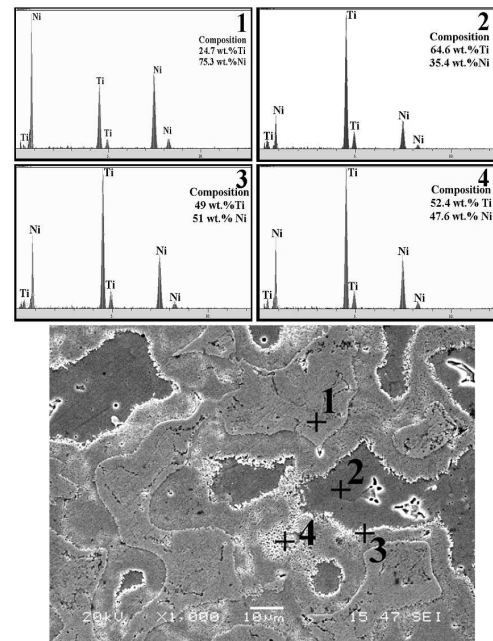 1
Ni
Composition
24.7 wt.%Ti
75.3 wt.%Ni
Ti
Ni
Ti
Ni
Ti
2
Ti
Composition
64.6 wt.%Ti
35.4 wt.%Ni
Ni
Ti
Ni
Ti
Ni
3
Ti
Composition
49 wt.%Ti
51 wt.% Ni
Ni
Ni
Ti
Ti
Ni
4
Ti
Composition
52.4 wt.% Ti
47.6 wt.% Ni
Ni
Ni
Ti
Ti
Ni
1
2
4
3
20kV X1,000 10μm 15 47 SEI